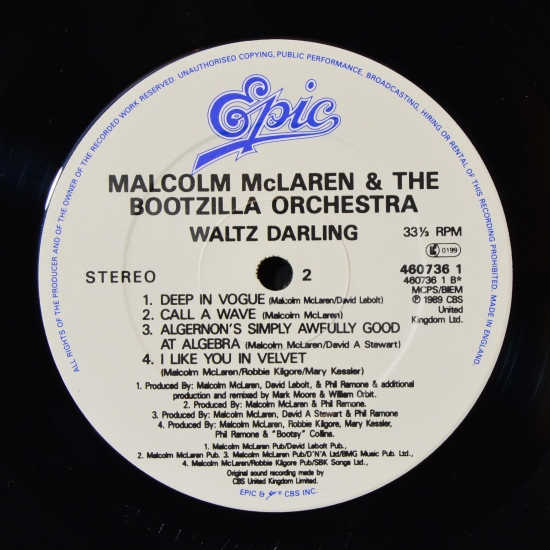 ALL RIGHTS OF THE PRODUCER AND OF THE OWNER OF THE RECORDED WORK RESERVED. UNAUTHORISED COPYING, PUBLIC PERFORMANCE, BROADCASTING, HIRING OR RENTAL OF THIS RECORDING PROHIBITED. MADE IN ENGLAND.
Epic
MALCOLM McLAREN & THE
BOOTZILLA ORCHESTRA
WALTZ DARLING
33⅓ RPM
0199
STEREO
2
460736 1
460736 1 B*
MCPS/BIEM
℗ 1989 CBS
United
Kingdom Ltd.
1. DEEP IN VOGUE (Malcolm McLaren/David Lebolt)
2. CALL A WAVE (Malcolm McLaren)
3. ALGERNON'S SIMPLY AWFULLY GOOD
AT ALGEBRA (Malcolm McLaren/David A Stewart)
4. I LIKE YOU IN VELVET
(Malcolm McLaren/Robbie Kilgore/Mary Kessler)
1. Produced By: Malcolm McLaren, David Lebolt, & Phil Ramone & additional
production and remixed by Mark Moore & William Orbit.
2. Produced By: Malcolm McLaren & Phil Ramone.
3. Produced By: Malcolm McLaren, David A Stewart & Phil Ramone
4. Produced By: Malcolm McLaren, Robbie Kilgore, Mary Kessler,
Phil Ramone & "Bootsy" Collins.
1. Malcolm McLaren Pub/David Lebolt Pub.,
2. Malcolm McLaren Pub. 3. Malcolm McLaren Pub/D'N'A Ltd/BMG Music Pub. Ltd.,
4. Malcolm McLaren/Robbie Kilgore Pub/SBK Songs Ltd.,
Original sound recording made by
CBS United Kingdom Limited.
EPIC & CBS INC.